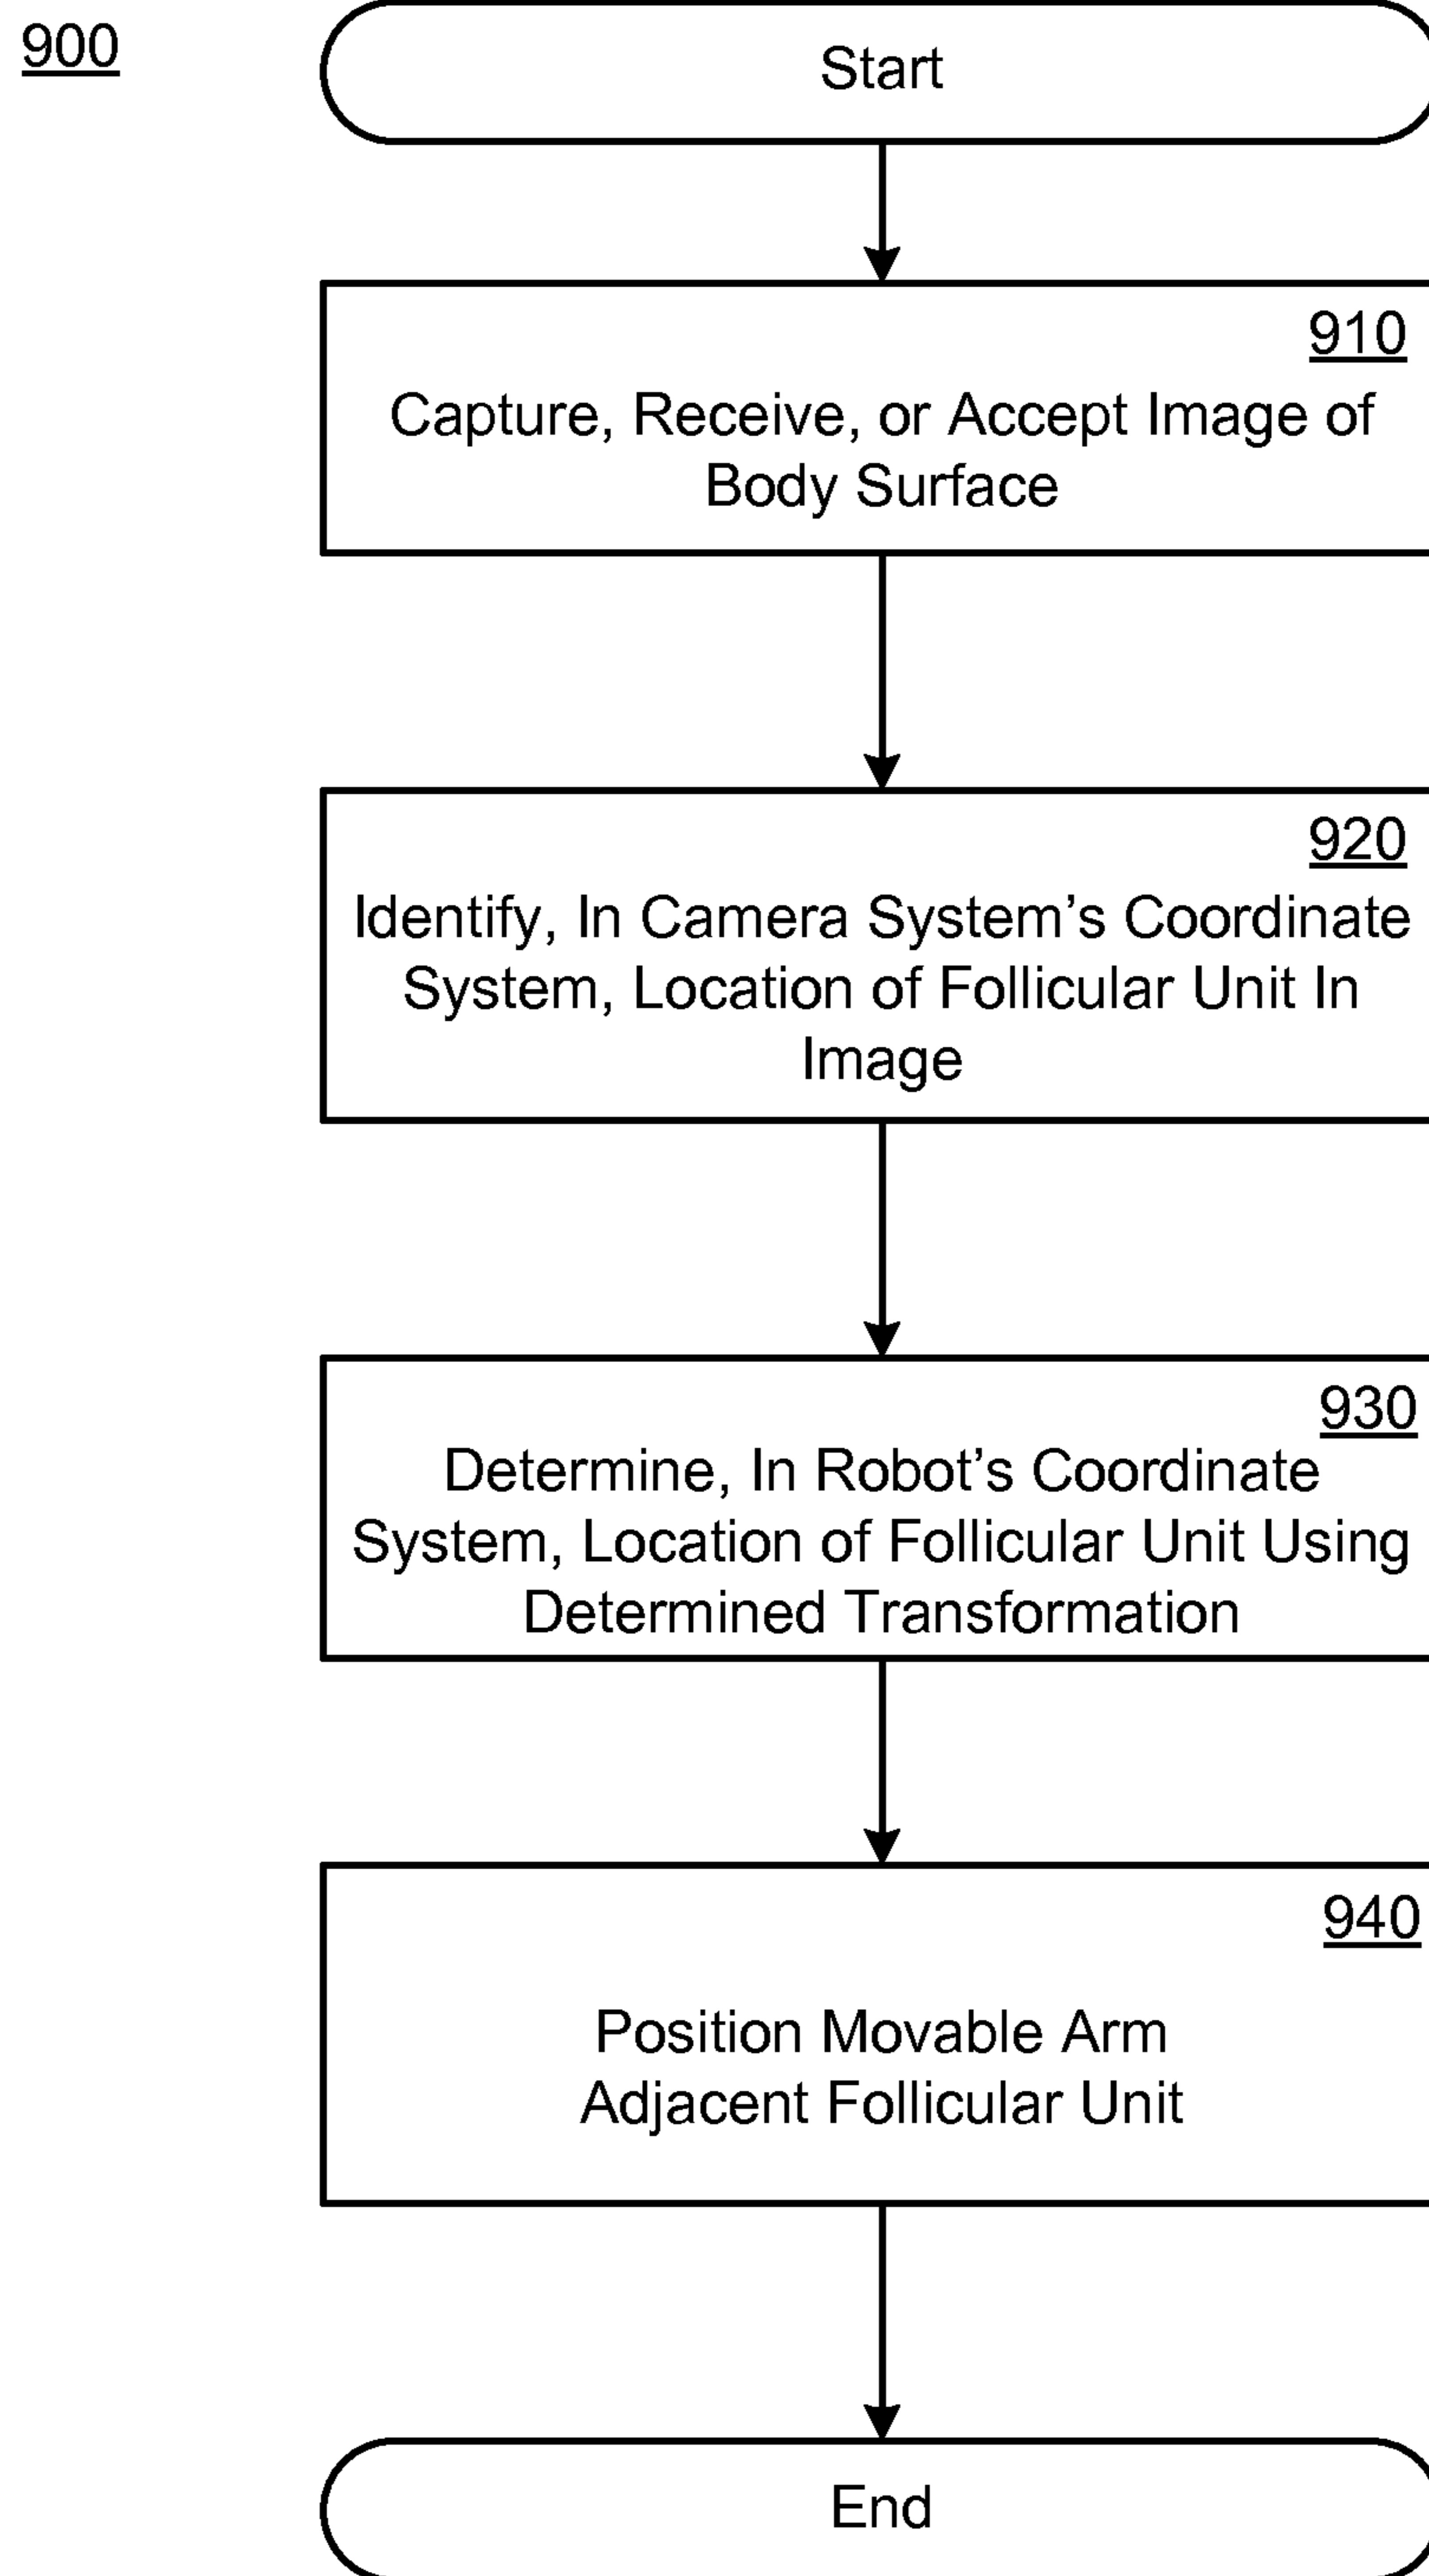 900
Start
910
Capture, Receive, or Accept Image of
Body Surface
920
Identify, In Camera System’s Coordinate
System, Location of Follicular Unit In
Image
930
Determine, In Robot’s Coordinate
System, Location of Follicular Unit Using
Determined Transformation
940
Position Movable Arm
Adjacent Follicular Unit
End